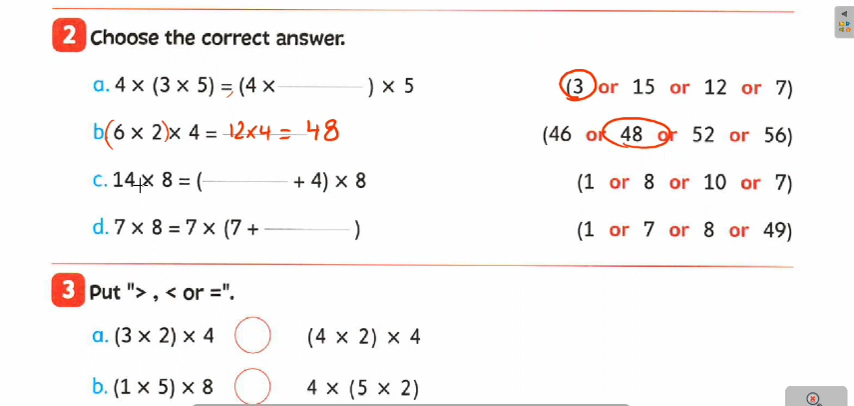 2 Choose the correct answer.
a. 4 × (3 × 5) = (4 × ) × 5 (3 or 15 or 12 or 7)
b. (6 × 2) × 4 = 12×4 = 48 (46 or 48 or 52 or 56)
c. 14 × 8 = ( + 4) × 8 (1 or 8 or 10 or 7)
d. 7 × 8 = 7 × (7 + ) (1 or 7 or 8 or 49)
3 Put "> , < or =".
a. (3 × 2) × 4 (4 × 2) × 4
b. (1 × 5) × 8 4 × (5 × 2)